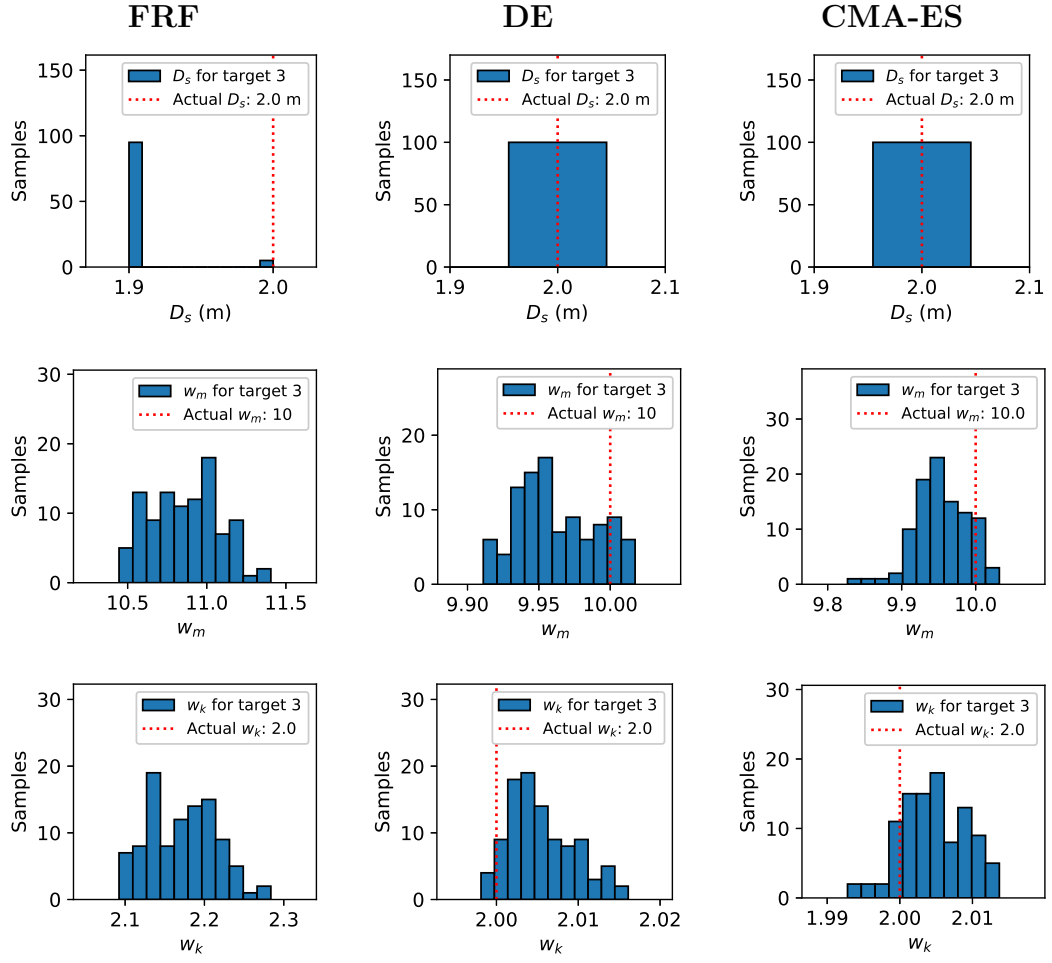 FRF DE CMA-ES
150
100
50
0
Samples
D_s for target 3
Actual D_s: 2.0 m
1.9 2.0
D_s (m)
150
100
50
0
Samples
D_s for target 3
Actual D_s: 2.0 m
1.9 2.0 2.1
D_s (m)
150
100
50
0
Samples
D_s for target 3
Actual D_s: 2.0 m
1.9 2.0 2.1
D_s (m)
30
20
10
0
Samples
w_m for target 3
Actual w_m: 10
10.5 11.0 11.5
w_m
20
10
0
Samples
w_m for target 3
Actual w_m: 10
9.90 9.95 10.00
w_m
30
20
10
0
Samples
w_m for target 3
Actual w_m: 10.0
9.8 9.9 10.0
w_m
30
20
10
0
Samples
w_k for target 3
Actual w_k: 2.0
2.1 2.2 2.3
w_k
30
20
10
0
Samples
w_k for target 3
Actual w_k: 2.0
2.00 2.01 2.02
w_k
30
20
10
0
Samples
w_k for target 3
Actual w_k: 2.0
1.99 2.00 2.01
w_k